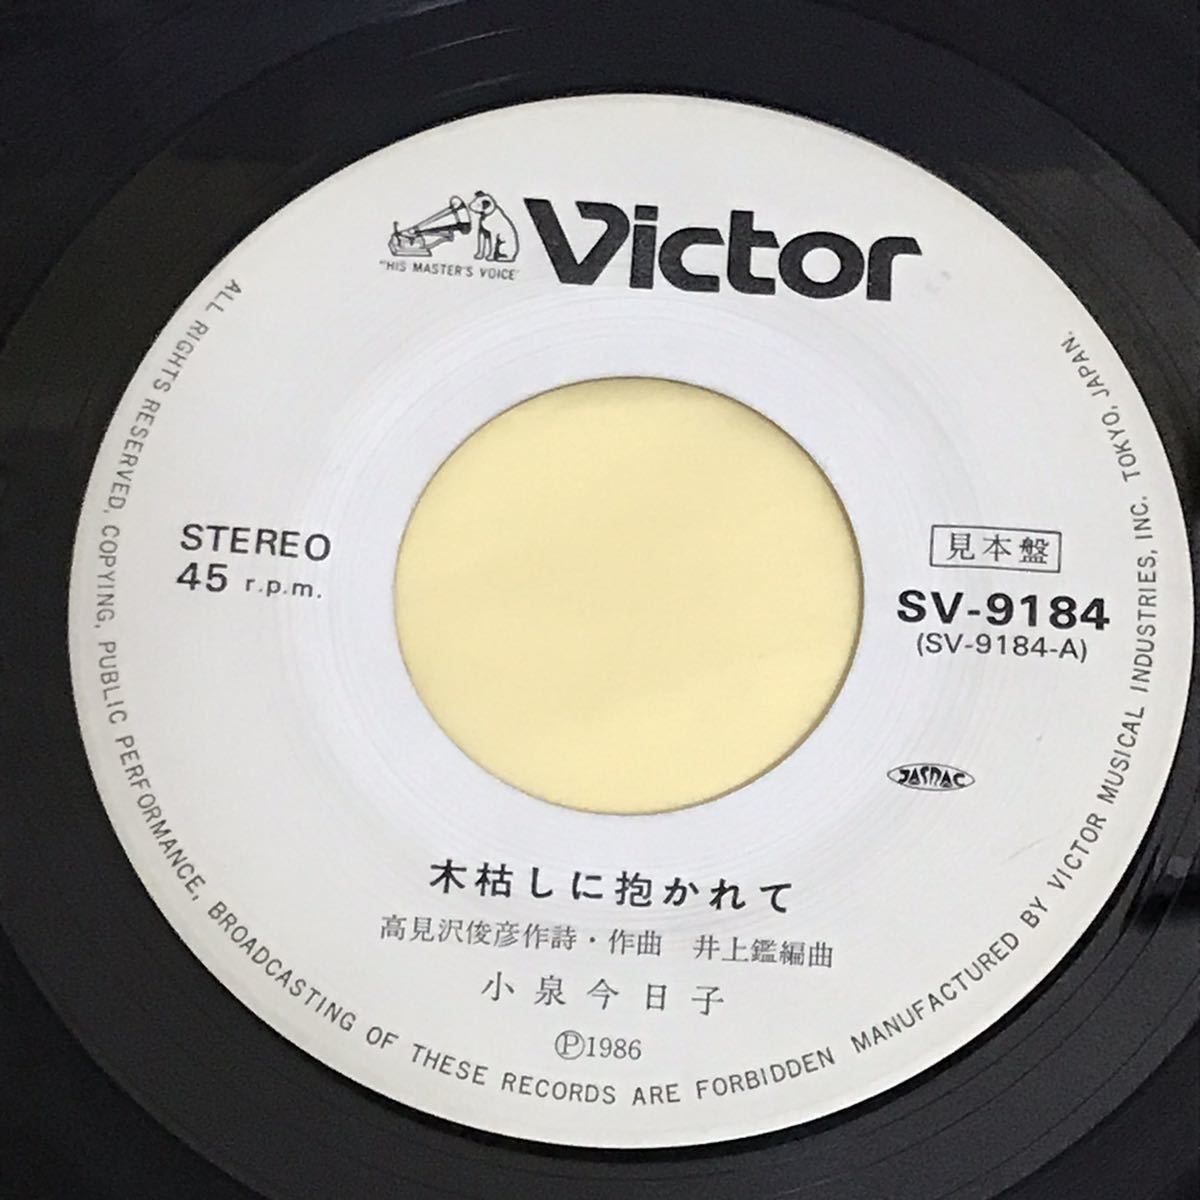 "HIS MASTER'S VOICE"
Victor
STEREO
45 r.p.m.
見本盤
SV-9184
(SV-9184-A)
JASRAC
木枯しに抱かれて
高見沢俊彦作詩・作曲 井上鑑編曲
小泉今日子
Ⓟ1986
ALL RIGHTS RESERVED, COPYING, PUBLIC PERFORMANCE, BROADCASTING OF THESE RECORDS ARE FORBIDDEN MANUFACTURED BY VICTOR MUSICAL INDUSTRIES, INC. TOKYO, JAPAN.